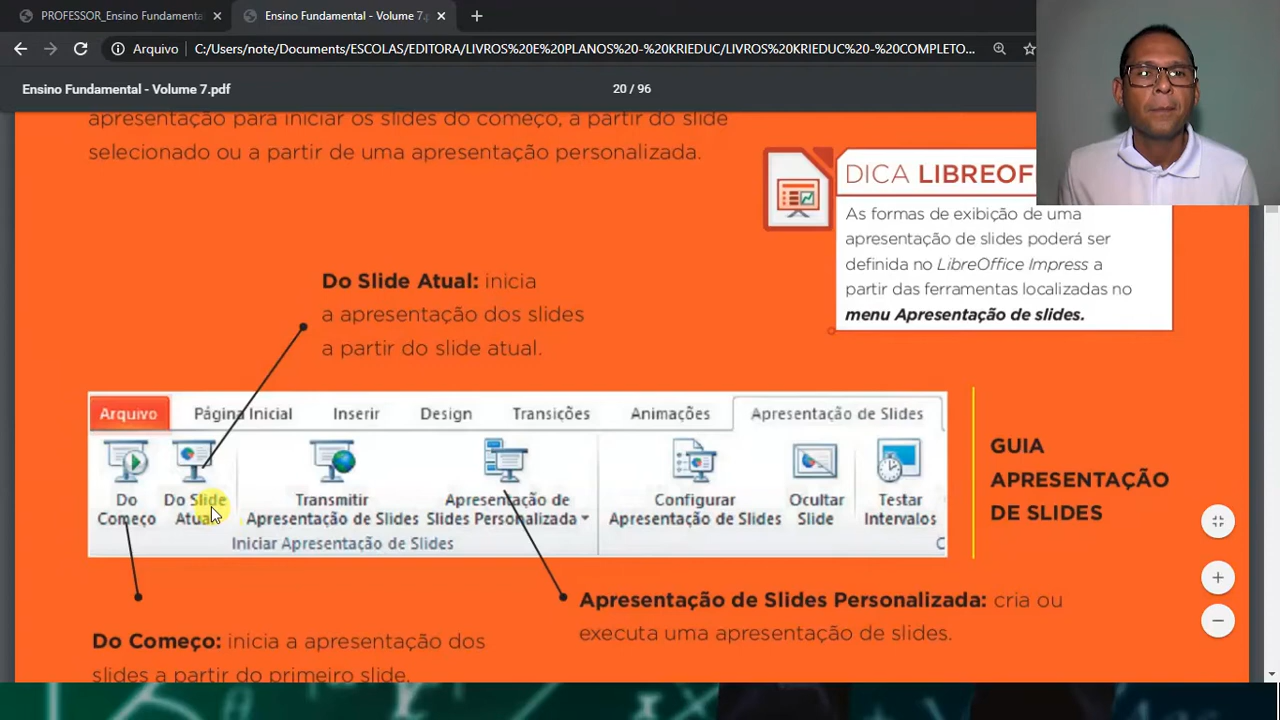 PROFESSOR_Ensino Fundamenta
Ensino Fundamental - Volume 7.p
Arquivo
C:/Users/note/Documents/ESCOLAS/EDITORA/LIVROS%20E%20PLANOS%20-%20KRIEDUC/LIVROS%20KRIEDUC%20-%20COMPLETO...
Ensino Fundamental - Volume 7.pdf
20 / 96
apresentação para iniciar os slides do começo, a partir do slide
selecionado ou a partir de uma apresentação personalizada.
DICA LIBREOF
As formas de exibição de uma
apresentação de slides poderá ser
definida no LibreOffice Impress a
partir das ferramentas localizadas no
menu Apresentação de slides.
Do Slide Atual: inicia
a apresentação dos slides
a partir do slide atual.
Arquivo
Página Inicial
Inserir
Design
Transições
Animações
Apresentação de Slides
Do
Começo
Do Slide
Atual
Transmitir
Apresentação de Slides
Apresentação de
Slides Personalizada
Configurar
Apresentação de Slides
Ocultar
Slide
Testar
Intervalos
Iniciar Apresentação de Slides
C
GUIA
APRESENTAÇÃO
DE SLIDES
Apresentação de Slides Personalizada: cria ou
executa uma apresentação de slides.
Do Começo: inicia a apresentação dos
slides a partir do primeiro slide.